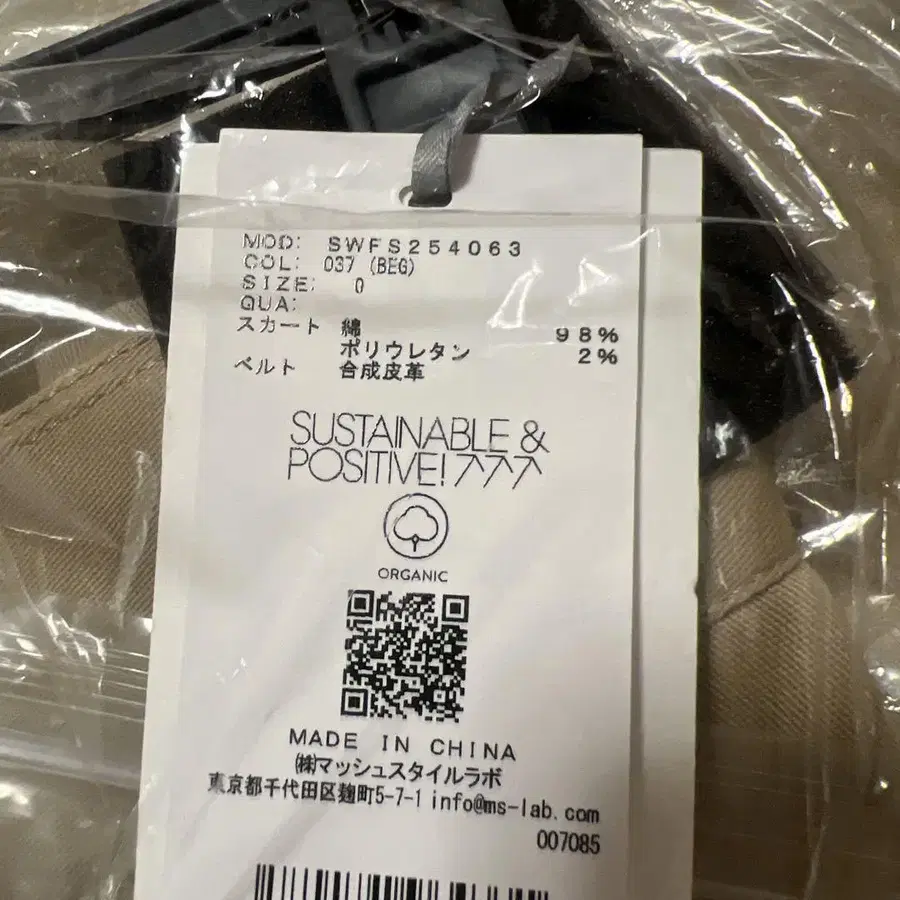 MOD: SWFS254063
COL: 037 (BEG)
SIZE: 0
QUA:
スカート 綿 98%
ポリウレタン 2%
ベルト 合成皮革
SUSTAINABLE &
POSITIVE!
ORGANIC
MADE IN CHINA
㈱マッシュスタイルラボ
東京都千代田区麹町5-7-1 info@ms-lab.com
007085